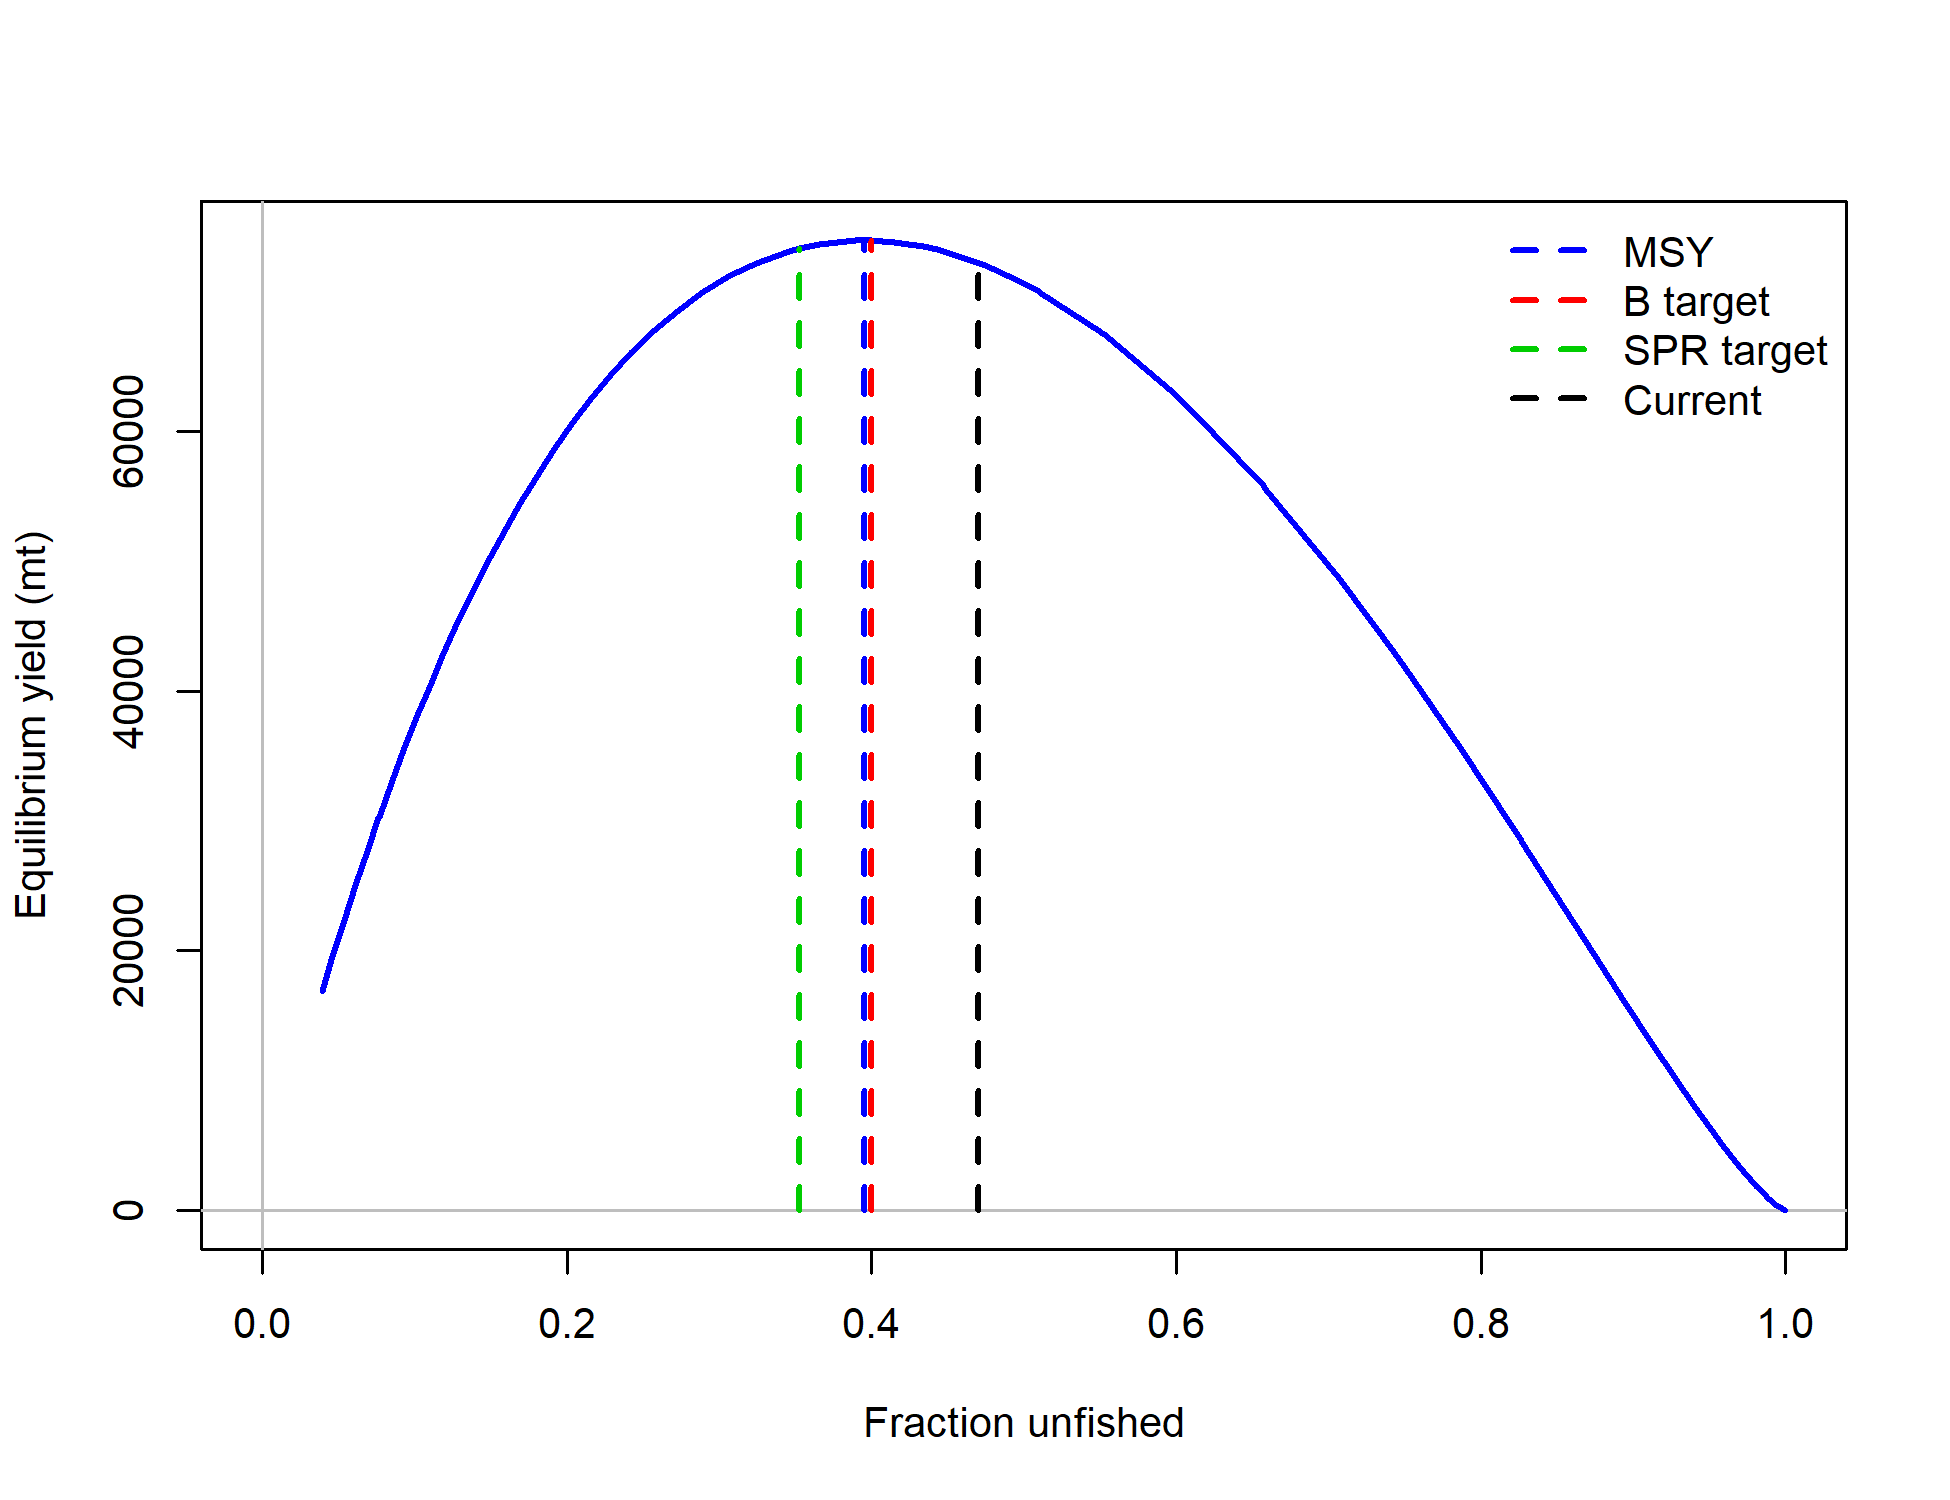 MSY
B target
SPR target
Current
Equilibrium yield (mt)
60000
40000
20000
0
0.0 0.2 0.4 0.6 0.8 1.0
Fraction unfished